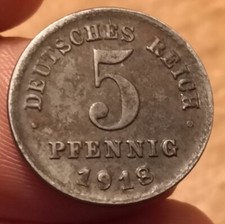 DEUTSCHES REICH
5
PFENNIG
1918